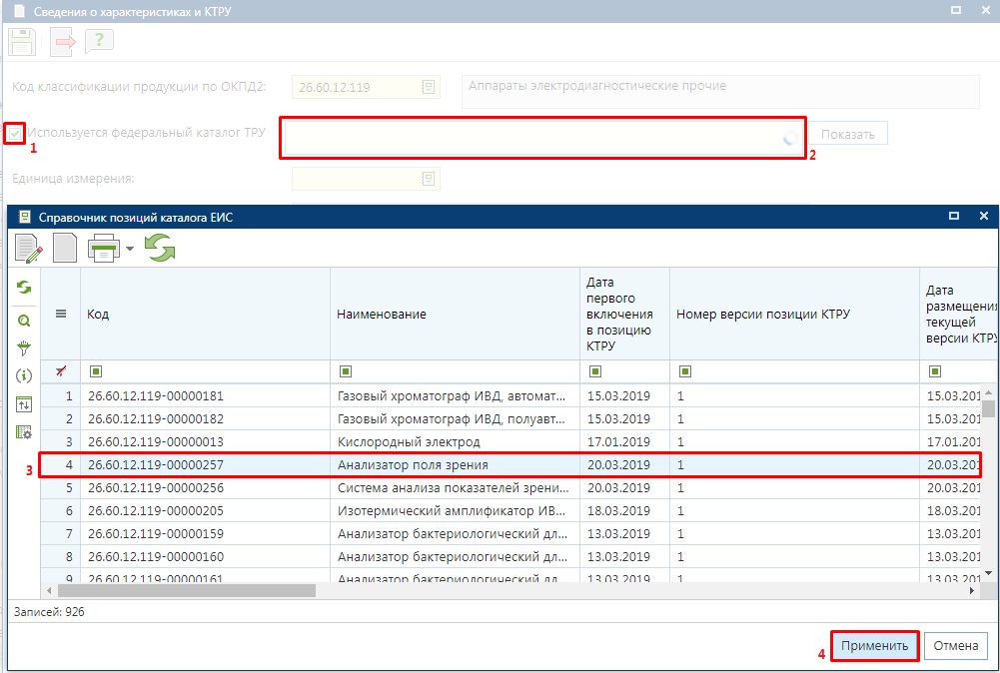 Сведения о характеристиках и КТРУ
?
Код классификации продукции по ОКПД2: 26.60.12.119 Аппараты электродиагностические прочие
Используется федеральный каталог ТРУ Показать
1 2
Единица измерения:
Справочник позиций каталога ЕИС
Код Наименование Дата первого включения в позицию КТРУ Номер версии позиции КТРУ Дата размещения текущей версии КТРУ
1 26.60.12.119-00000181 Газовый хроматограф ИВД, автомат... 15.03.2019 1 15.03.201
2 26.60.12.119-00000182 Газовый хроматограф ИВД, полуавт... 15.03.2019 1 15.03.201
3 26.60.12.119-00000013 Кислородный электрод 17.01.2019 1 17.01.201
3 4 26.60.12.119-00000257 Анализатор поля зрения 20.03.2019 1 20.03.201
5 26.60.12.119-00000256 Система анализа показателей зрени... 20.03.2019 1 20.03.201
6 26.60.12.119-00000205 Изотермический амплификатор ИВ... 18.03.2019 1 18.03.201
7 26.60.12.119-00000159 Анализатор бактериологический дл... 13.03.2019 1 13.03.201
8 26.60.12.119-00000160 Анализатор бактериологический дл... 13.03.2019 1 13.03.201
9 26.60.12.119-00000161 Анализатор бактериологический дл... 13.03.2019 1 13.03.201
Записей: 926
4 Применить Отмена